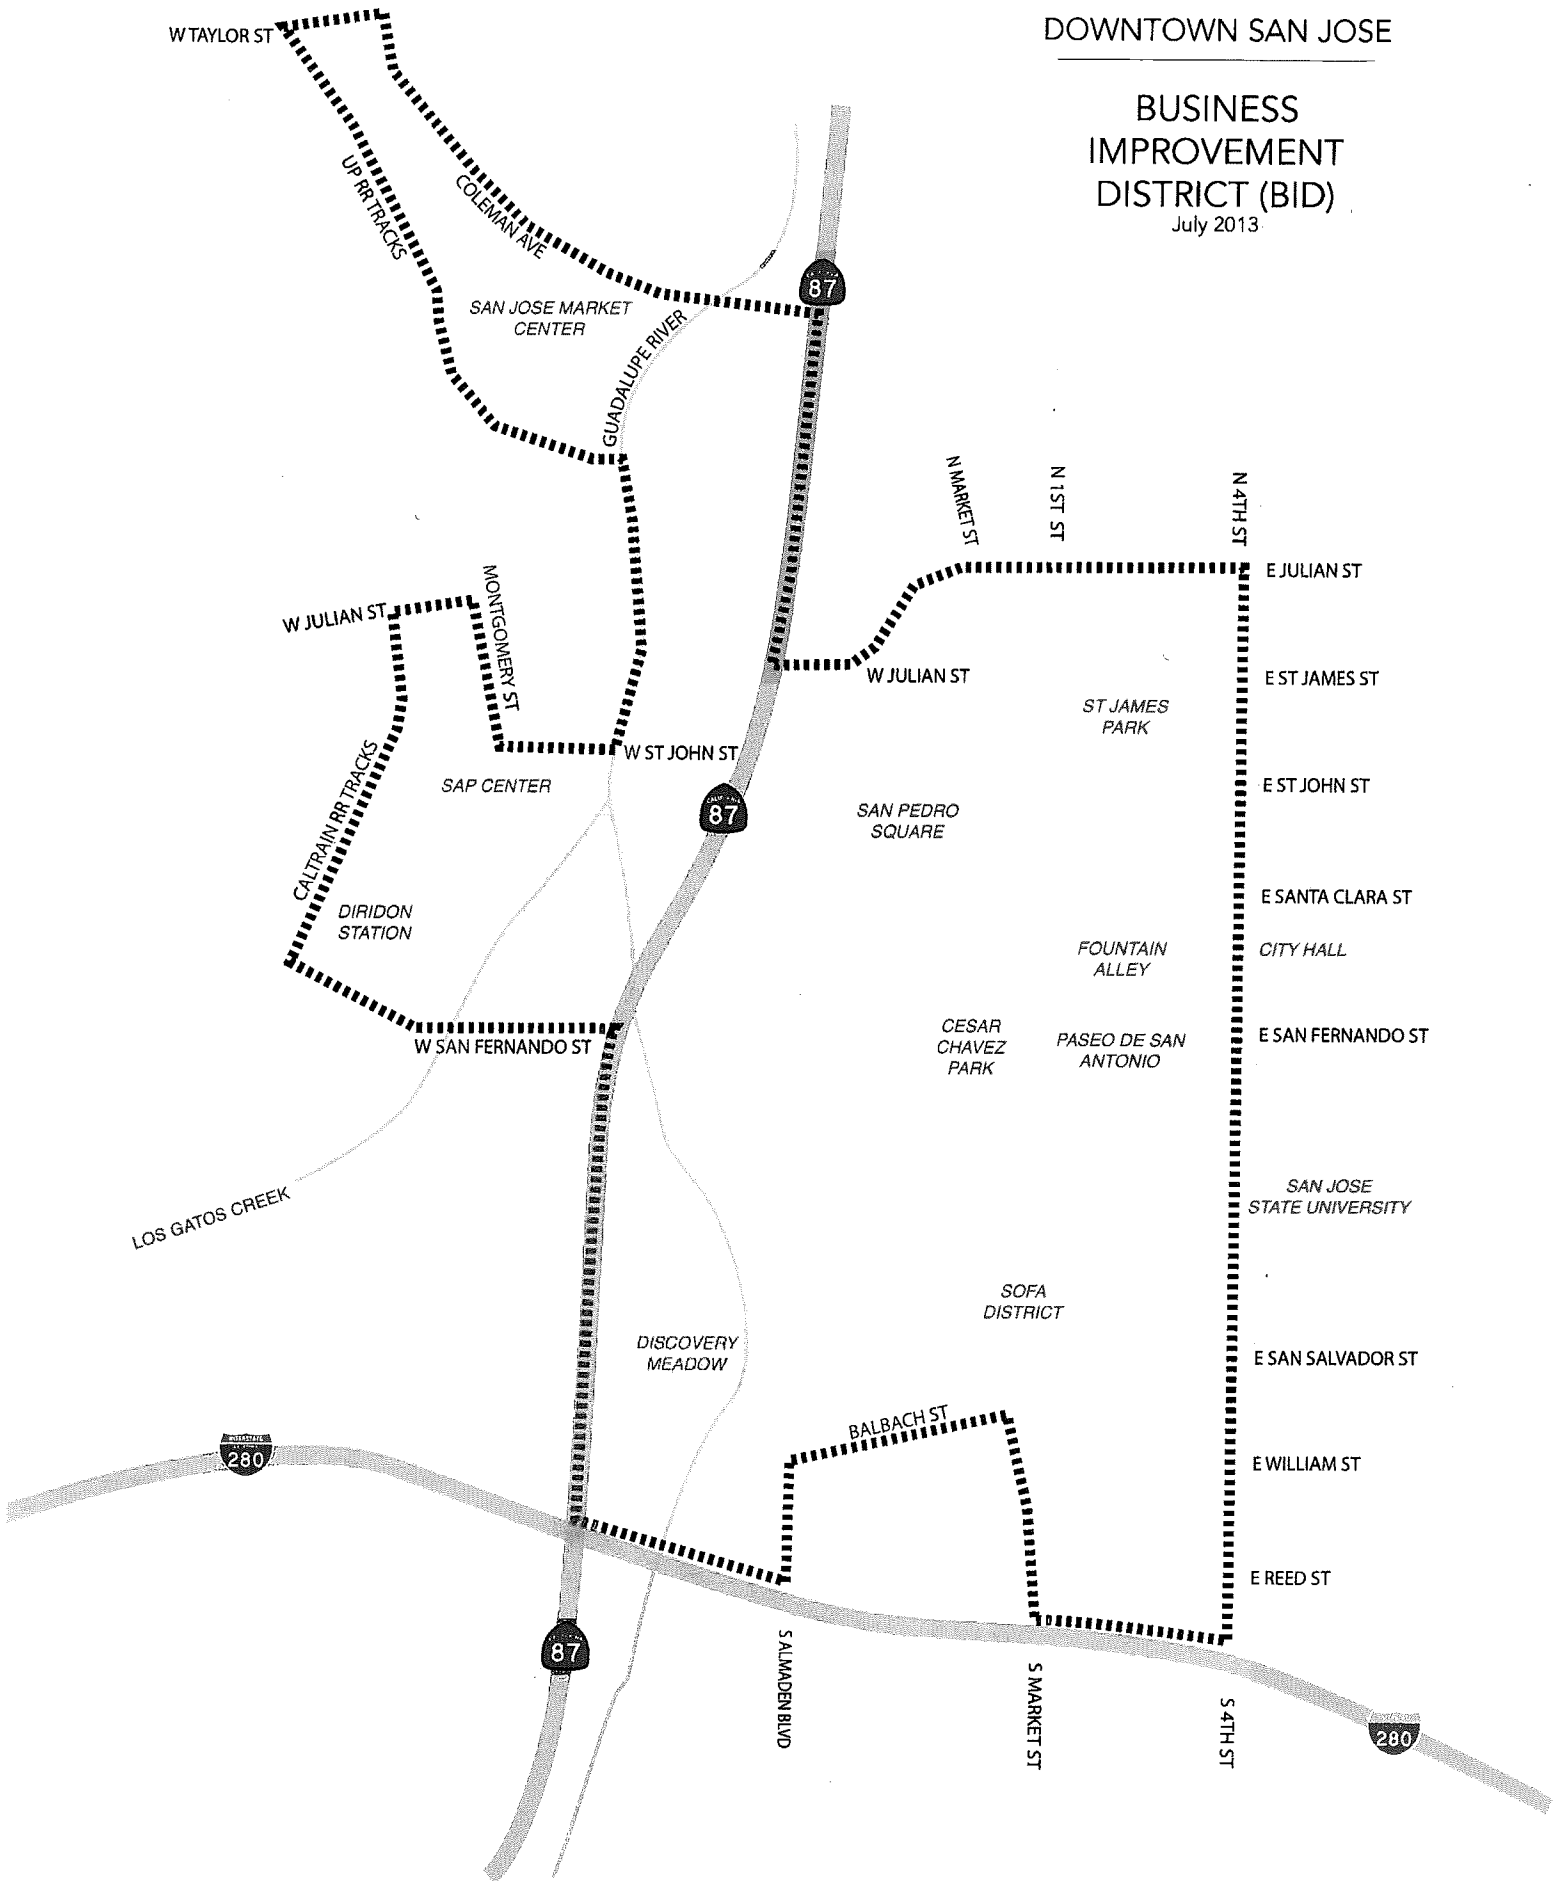 DOWNTOWN SAN JOSE
BUSINESS
IMPROVEMENT
DISTRICT (BID)
July 2013
W TAYLOR ST
UP RR TRACKS
COLEMAN AVE
SAN JOSE MARKET
CENTER
GUADALUPE RIVER
87
N MARKET ST
N 1ST ST
N 4TH ST
E JULIAN ST
W JULIAN ST
MONTGOMERY ST
W JULIAN ST
E ST JAMES ST
ST JAMES
PARK
W ST JOHN ST
CALTRAIN RR TRACKS
SAP CENTER
E ST JOHN ST
CALIFORNIA
87
SAN PEDRO
SQUARE
E SANTA CLARA ST
DIRIDON
STATION
FOUNTAIN
ALLEY
CITY HALL
CESAR
CHAVEZ
PARK
PASEO DE SAN
ANTONIO
E SAN FERNANDO ST
W SAN FERNANDO ST
LOS GATOS CREEK
SAN JOSE
STATE UNIVERSITY
SOFA
DISTRICT
DISCOVERY
MEADOW
E SAN SALVADOR ST
BALBACH ST
INTERSTATE
280
E WILLIAM ST
E REED ST
87
S ALMADEN BLVD
S MARKET ST
S 4TH ST
280